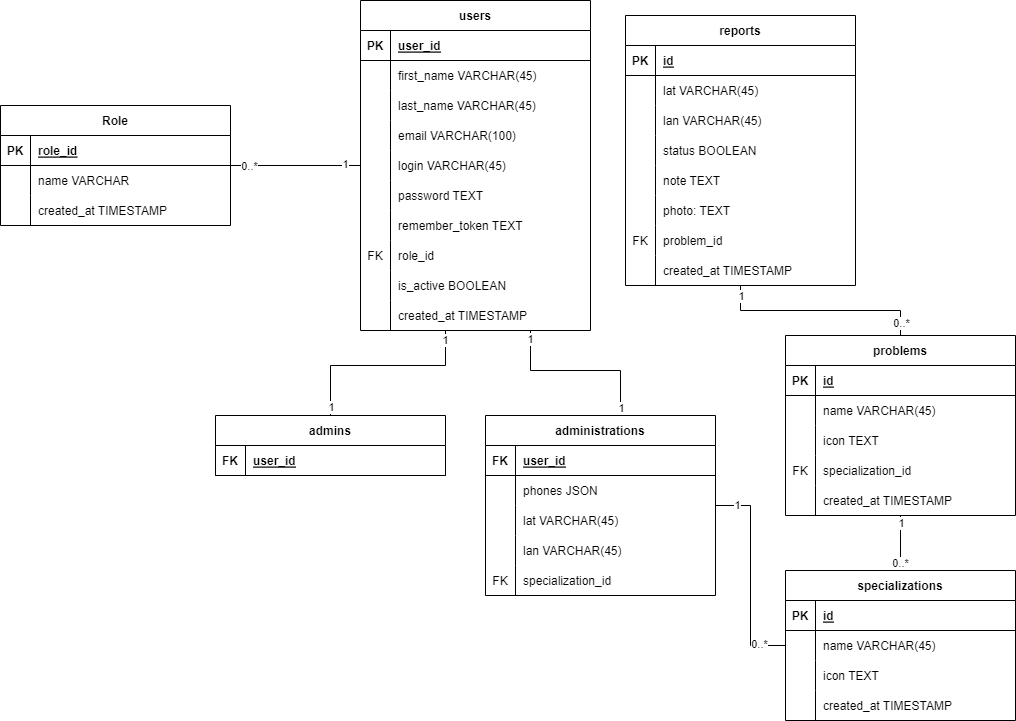 users
PK user_id
first_name VARCHAR(45)
last_name VARCHAR(45)
email VARCHAR(100)
login VARCHAR(45)
password TEXT
remember_token TEXT
FK role_id
is_active BOOLEAN
created_at TIMESTAMP
reports
PK id
lat VARCHAR(45)
lan VARCHAR(45)
status BOOLEAN
note TEXT
photo: TEXT
FK problem_id
created_at TIMESTAMP
Role
PK role_id
name VARCHAR
created_at TIMESTAMP
0..*
1
1
0..*
1
1
1
1
problems
PK id
name VARCHAR(45)
icon TEXT
FK specialization_id
created_at TIMESTAMP
admins
FK user_id
administrations
FK user_id
phones JSON
lat VARCHAR(45)
lan VARCHAR(45)
FK specialization_id
1
0..*
1
0..*
specializations
PK id
name VARCHAR(45)
icon TEXT
created_at TIMESTAMP